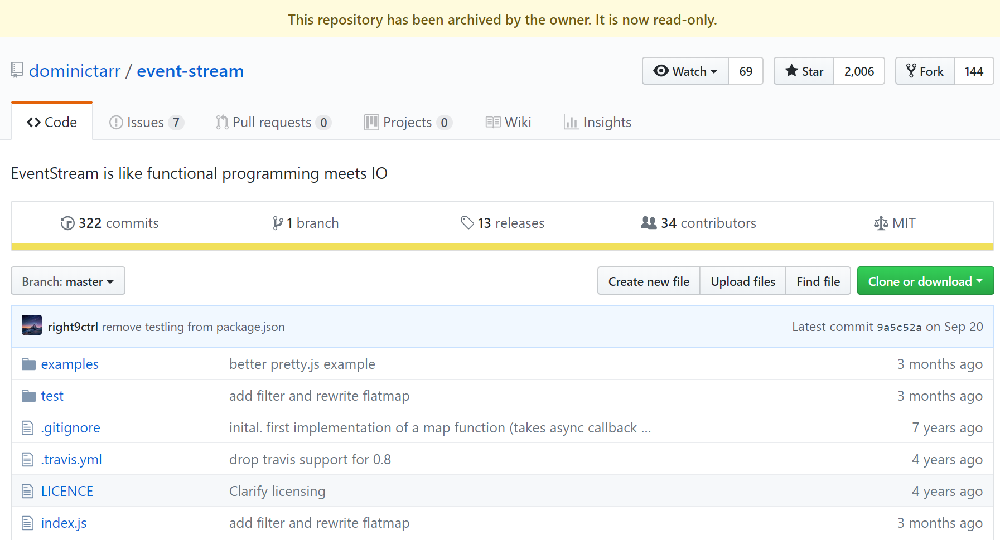 This repository has been archived by the owner. It is now read-only.
dominictarr / event-stream
Watch 69 Star 2,006 Fork 144
Code Issues 7 Pull requests 0 Projects 0 Wiki Insights
EventStream is like functional programming meets IO
322 commits 1 branch 13 releases 34 contributors MIT
Branch: master Create new file Upload files Find file Clone or download
right9ctrl remove testling from package.json Latest commit 9a5c52a on Sep 20
examples better pretty.js example 3 months ago
test add filter and rewrite flatmap 3 months ago
.gitignore inital. first implementation of a map function (takes async callback ... 7 years ago
.travis.yml drop travis support for 0.8 4 years ago
LICENCE Clarify licensing 4 years ago
index.js add filter and rewrite flatmap 3 months ago